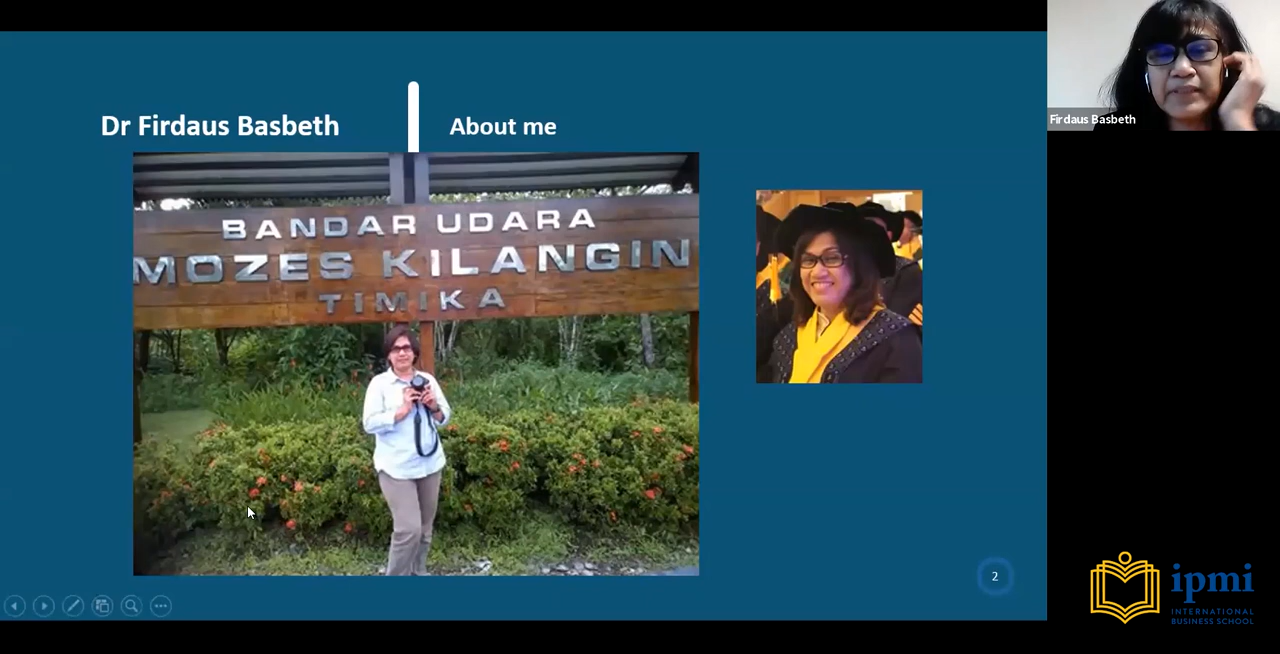 Dr Firdaus Basbeth
About me
BANDAR UDARA
MOZES KILANGIN
TIMIKA
2
Firdaus Basbeth
ipmi
INTERNATIONAL
BUSINESS SCHOOL